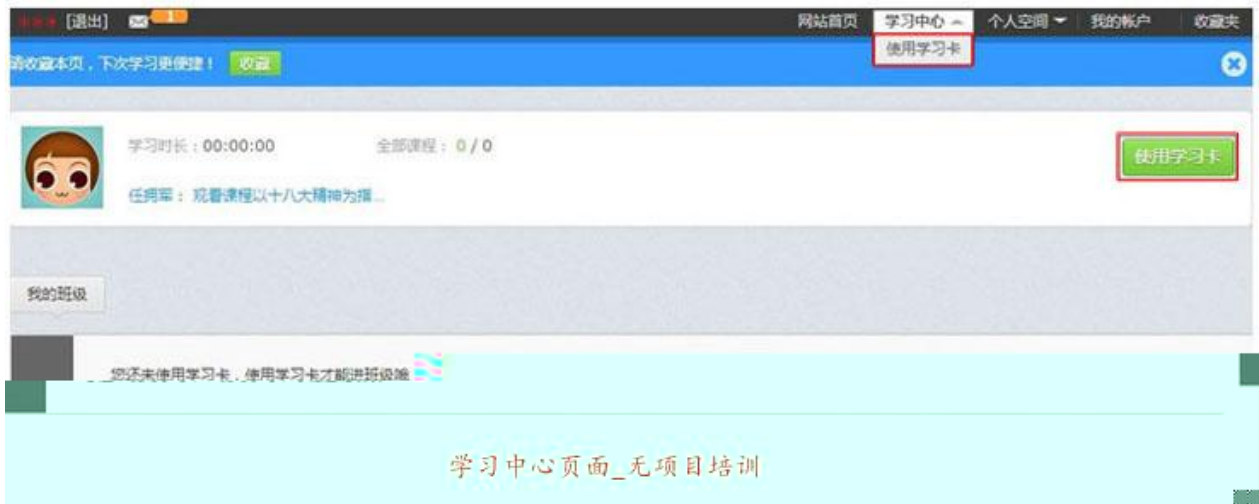 [退出] 1 网站首页 学习中心 个人空间 我的帐户 收藏夹
使用学习卡
请收藏本页，下次学习更便捷！ 收藏
学习时长：00:00:00 全部课程：0 / 0
使用学习卡
任拥军： 观看课程以十八大精神为指...
我的班级
您还未使用学习卡，使用学习卡才能进班级喻
学习中心页面_无项目培训